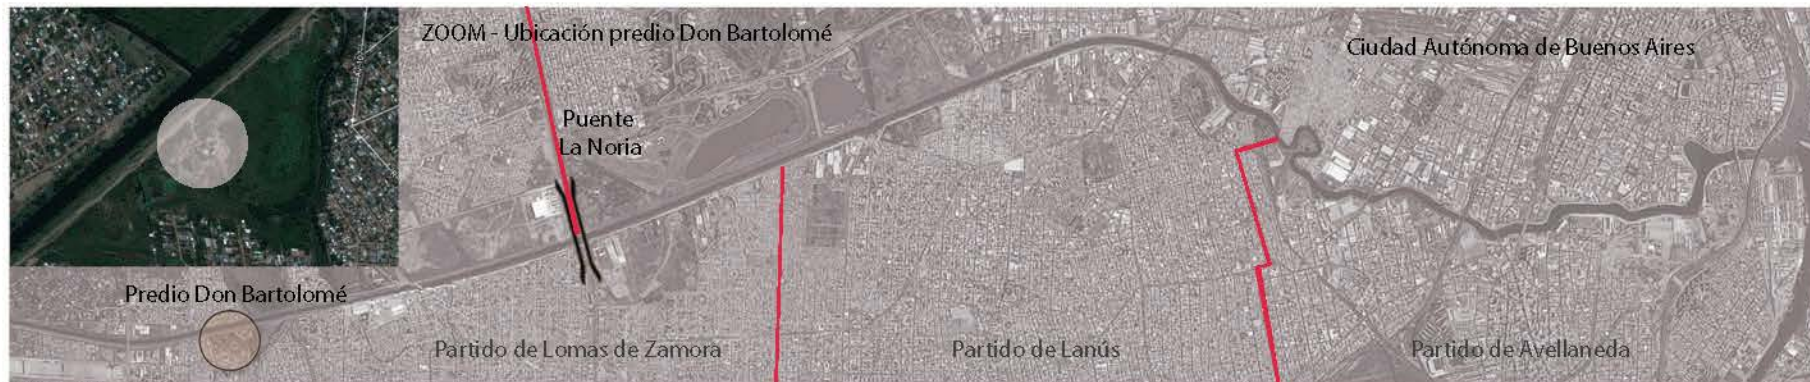 ZOOM - Ubicación predio Don Bartolomé
Ciudad Autónoma de Buenos Aires
Puente
La Noria
Predio Don Bartolomé
Partido de Lomas de Zamora
Partido de Lanús
Partido de Avellaneda